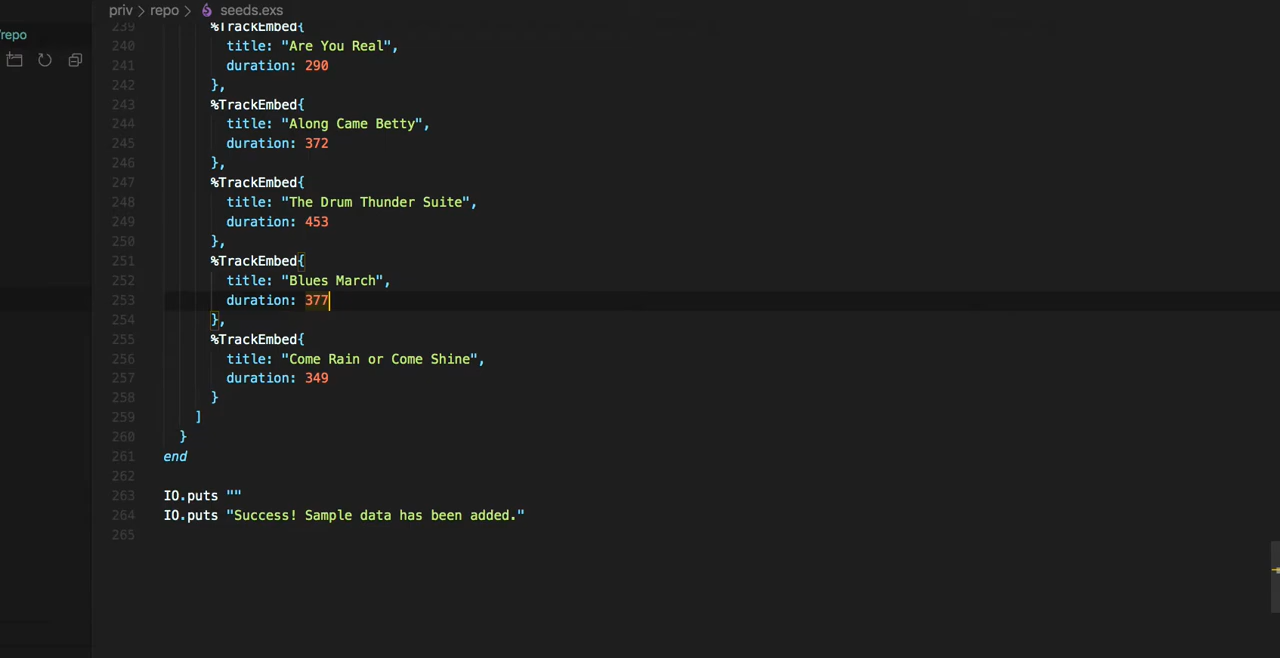 priv > repo > seeds.exs
repo
239 %TrackEmbed{
240 title: "Are You Real",
241 duration: 290
242 },
243 %TrackEmbed{
244 title: "Along Came Betty",
245 duration: 372
246 },
247 %TrackEmbed{
248 title: "The Drum Thunder Suite",
249 duration: 453
250 },
251 %TrackEmbed{
252 title: "Blues March",
253 duration: 377
254 },
255 %TrackEmbed{
256 title: "Come Rain or Come Shine",
257 duration: 349
258 }
259 ]
260 }
261 end
262
263 IO.puts ""
264 IO.puts "Success! Sample data has been added."
265